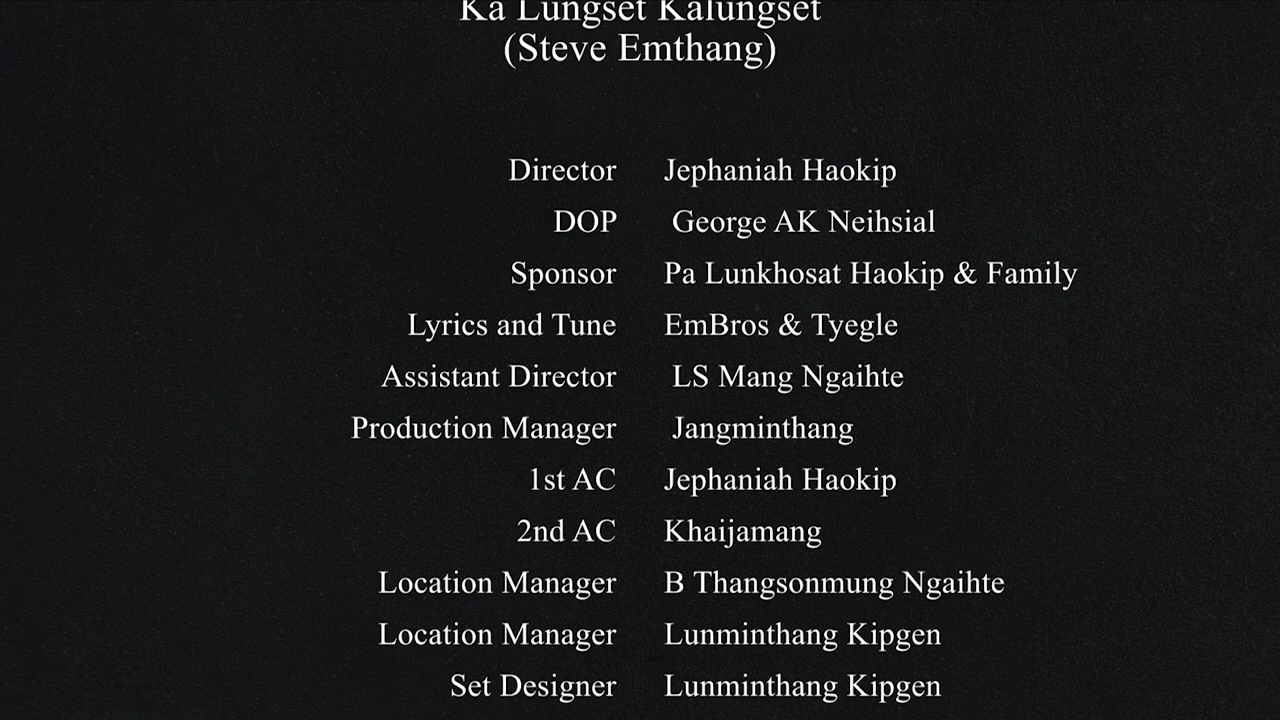 Ka Lungset Kalungset
(Steve Emthang)
Director Jephaniah Haokip
DOP George AK Neihsial
Sponsor Pa Lunkhosat Haokip & Family
Lyrics and Tune EmBros & Tyegle
Assistant Director LS Mang Ngaihte
Production Manager Jangminthang
1st AC Jephaniah Haokip
2nd AC Khaijamang
Location Manager B Thangsonmung Ngaihte
Location Manager Lunminthang Kipgen
Set Designer Lunminthang Kipgen